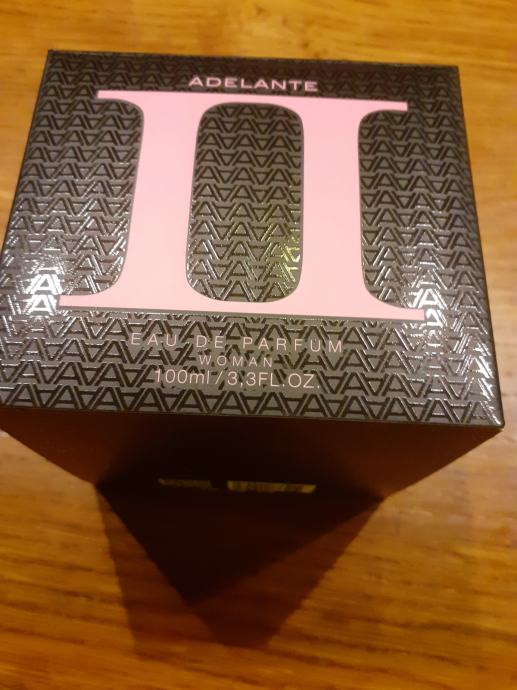 ADELANTE
II
EAU DE PARFUM
WOMAN
100ml/3.3FL.OZ.